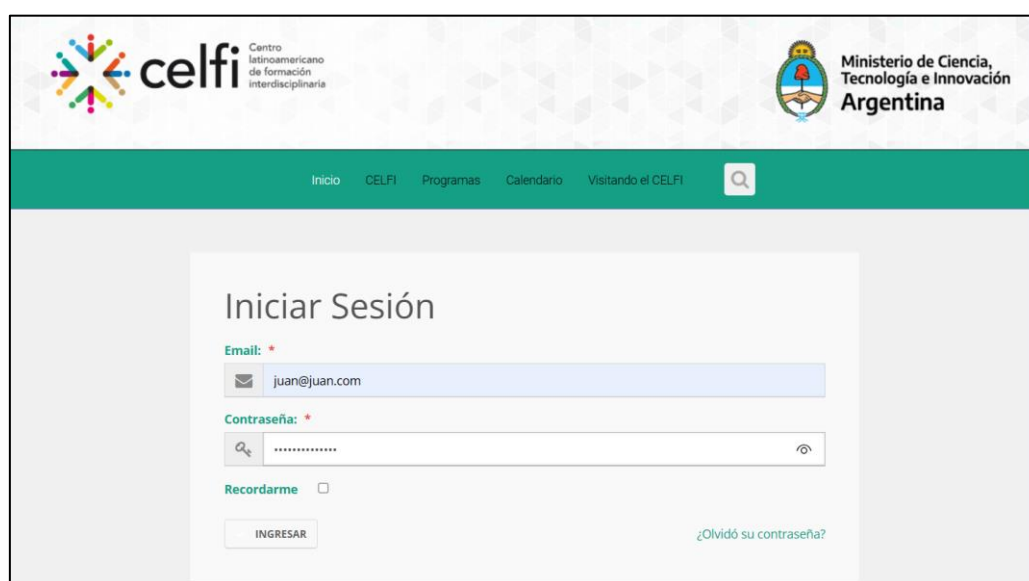 celfi
Centro
latinoamericano
de formación
interdisciplinaria
Ministerio de Ciencia,
Tecnología e Innovación
Argentina
Inicio CELFI Programas Calendario Visitando el CELFI
Iniciar Sesión
Email: *
juan@juan.com
Contraseña: *
••••••••••••••
Recordarme
INGRESAR ¿Olvidó su contraseña?